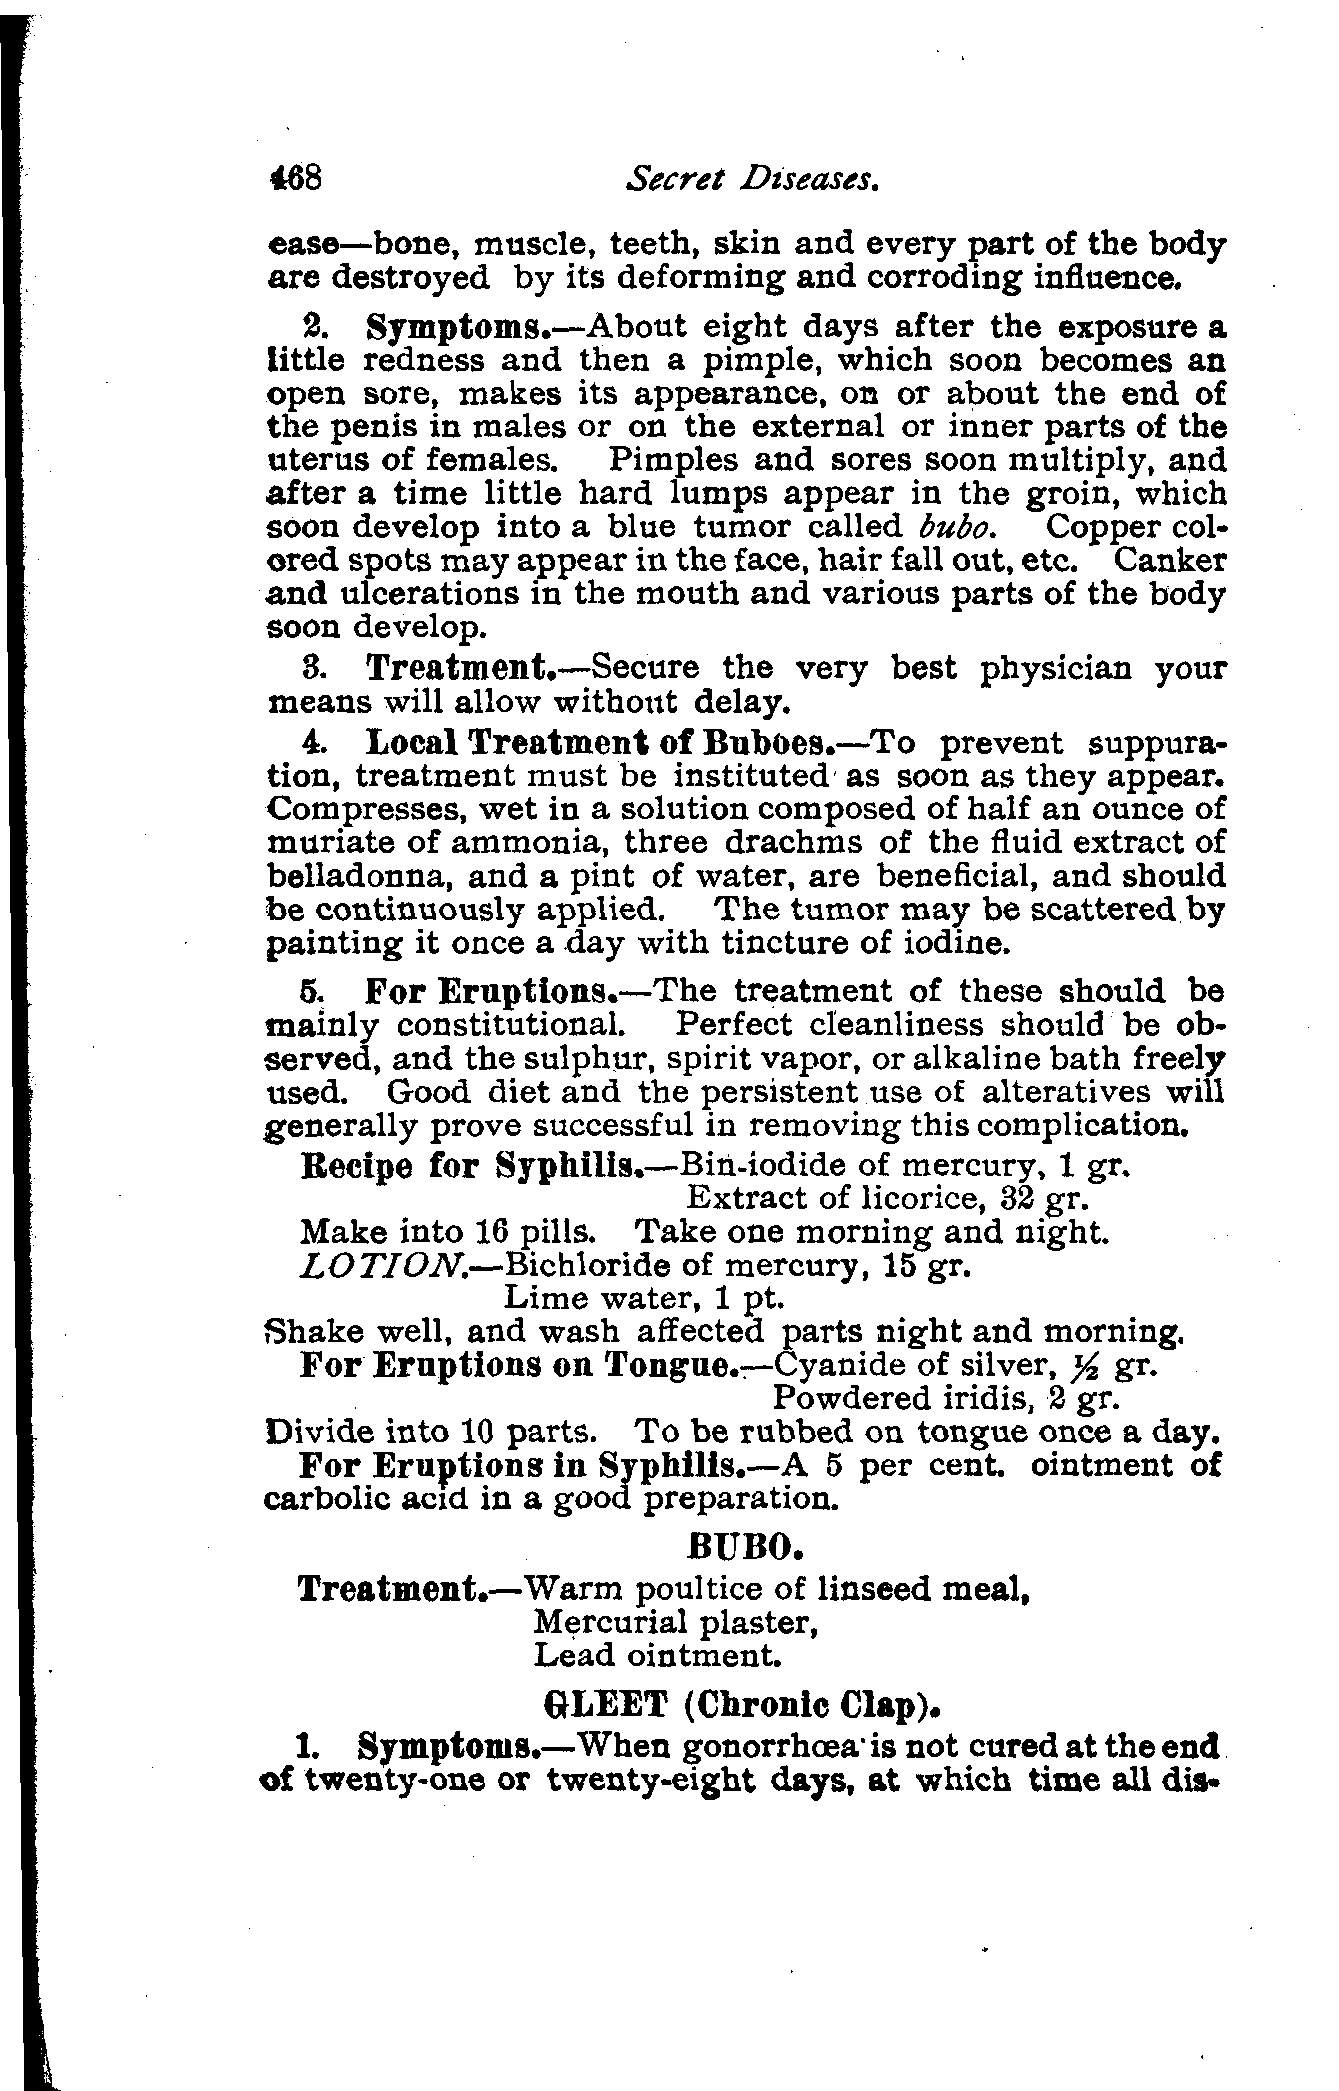 468 Secret Diseases.
ease—bone, muscle, teeth, skin and every part of the body
are destroyed by its deforming and corroding influence.
2. Symptoms.—About eight days after the exposure a
little redness and then a pimple, which soon becomes an
open sore, makes its appearance, on or about the end of
the penis in males or on the external or inner parts of the
uterus of females. Pimples and sores soon multiply, and
after a time little hard lumps appear in the groin, which
soon develop into a blue tumor called bubo. Copper col-
ored spots may appear in the face, hair fall out, etc. Canker
and ulcerations in the mouth and various parts of the body
soon develop.
3. Treatment.—Secure the very best physician your
means will allow without delay.
4. Local Treatment of Buboes.—To prevent suppura-
tion, treatment must be instituted as soon as they appear.
Compresses, wet in a solution composed of half an ounce of
muriate of ammonia, three drachms of the fluid extract of
belladonna, and a pint of water, are beneficial, and should
be continuously applied. The tumor may be scattered by
painting it once a day with tincture of iodine.
5. For Eruptions.—The treatment of these should be
mainly constitutional. Perfect cleanliness should be ob-
served, and the sulphur, spirit vapor, or alkaline bath freely
used. Good diet and the persistent use of alteratives will
generally prove successful in removing this complication.
Recipe for Syphilis.—Bin-iodide of mercury, 1 gr.
Extract of licorice, 32 gr.
Make into 16 pills. Take one morning and night.
LOTION.—Bichloride of mercury, 15 gr.
Lime water, 1 pt.
Shake well, and wash affected parts night and morning.
For Eruptions on Tongue.—Cyanide of silver, ½ gr.
Powdered iridis, 2 gr.
Divide into 10 parts. To be rubbed on tongue once a day.
For Eruptions in Syphilis.—A 5 per cent. ointment of
carbolic acid in a good preparation.
BUBO.
Treatment.—Warm poultice of linseed meal,
Mercurial plaster,
Lead ointment.
GLEET (Chronic Clap).
1. Symptoms.—When gonorrhœa is not cured at the end
of twenty-one or twenty-eight days, at which time all dis-